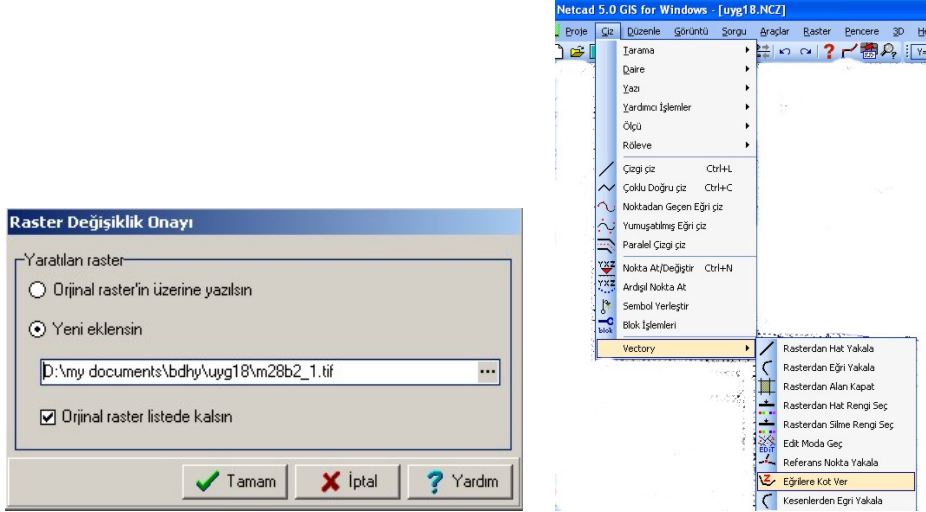 Raster Değişiklik Onayı
Yaratılan raster
Orjinal raster'in üzerine yazılsın
Yeni eklensin
D:\my documents\bdhy\uyg18\m28b2_1.tif
...
Orjinal raster listede kalsın
Tamam
İptal
Yardım
Netcad 5.0 GIS for Windows - [uyg18.NCZ]
Proje Çiz Düzenle Görüntü Sorgu Araçlar Raster Pencere 3D
Tarama
Daire
Yazı
Yardımcı İşlemler
Ölçü
Röleve
Çizgi çiz Ctrl+L
Çoklu Doğru çiz Ctrl+C
Noktadan Geçen Eğri çiz
Yumuşatılmış Eğri çiz
Paralel Çizgi çiz
Nokta At/Değiştir Ctrl+N
Ardışıl Nokta At
Sembol Yerleştir
Blok İşlemleri
Vectory
Rasterdan Hat Yakala
Rasterdan Eğri Yakala
Rasterdan Alan Kapat
Rasterdan Hat Rengi Seç
Rasterdan Silme Rengi Seç
Edit Moda Geç
Referans Nokta Yakala
Eğrilere Kot Ver
Kesenlerden Egri Yakala